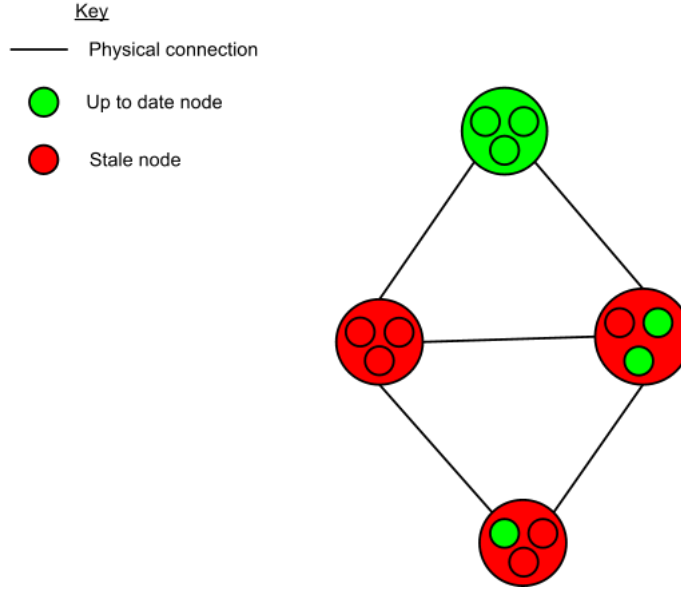 Key
Physical connection
Up to date node
Stale node